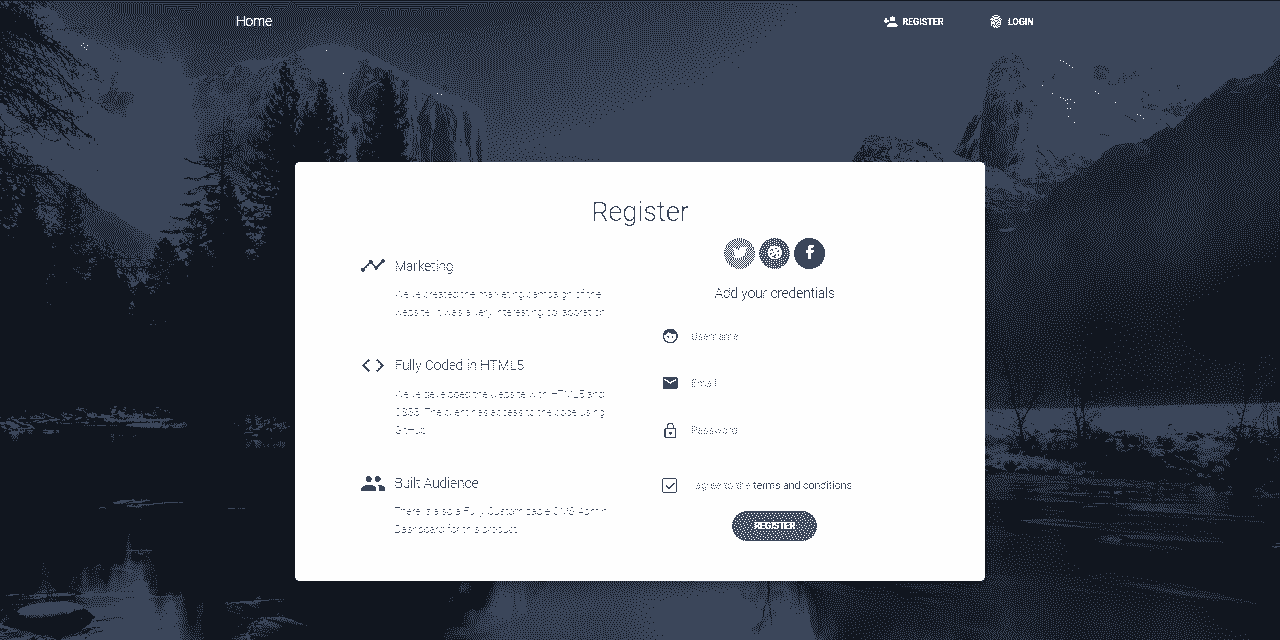 Home
REGISTER
LOGIN
Register
Marketing
We've created the marketing campaign of the
website. It was a very interesting collaboration.
Fully Coded in HTML5
We've developed the website with HTML5 and
CSS3. The client has access to the code using
GitHub.
Built Audience
There is also a Fully Customizable CMS Admin
Dashboard for this product.
Add your credentials
Username
Email
Password
I agree to the terms and conditions
REGISTER